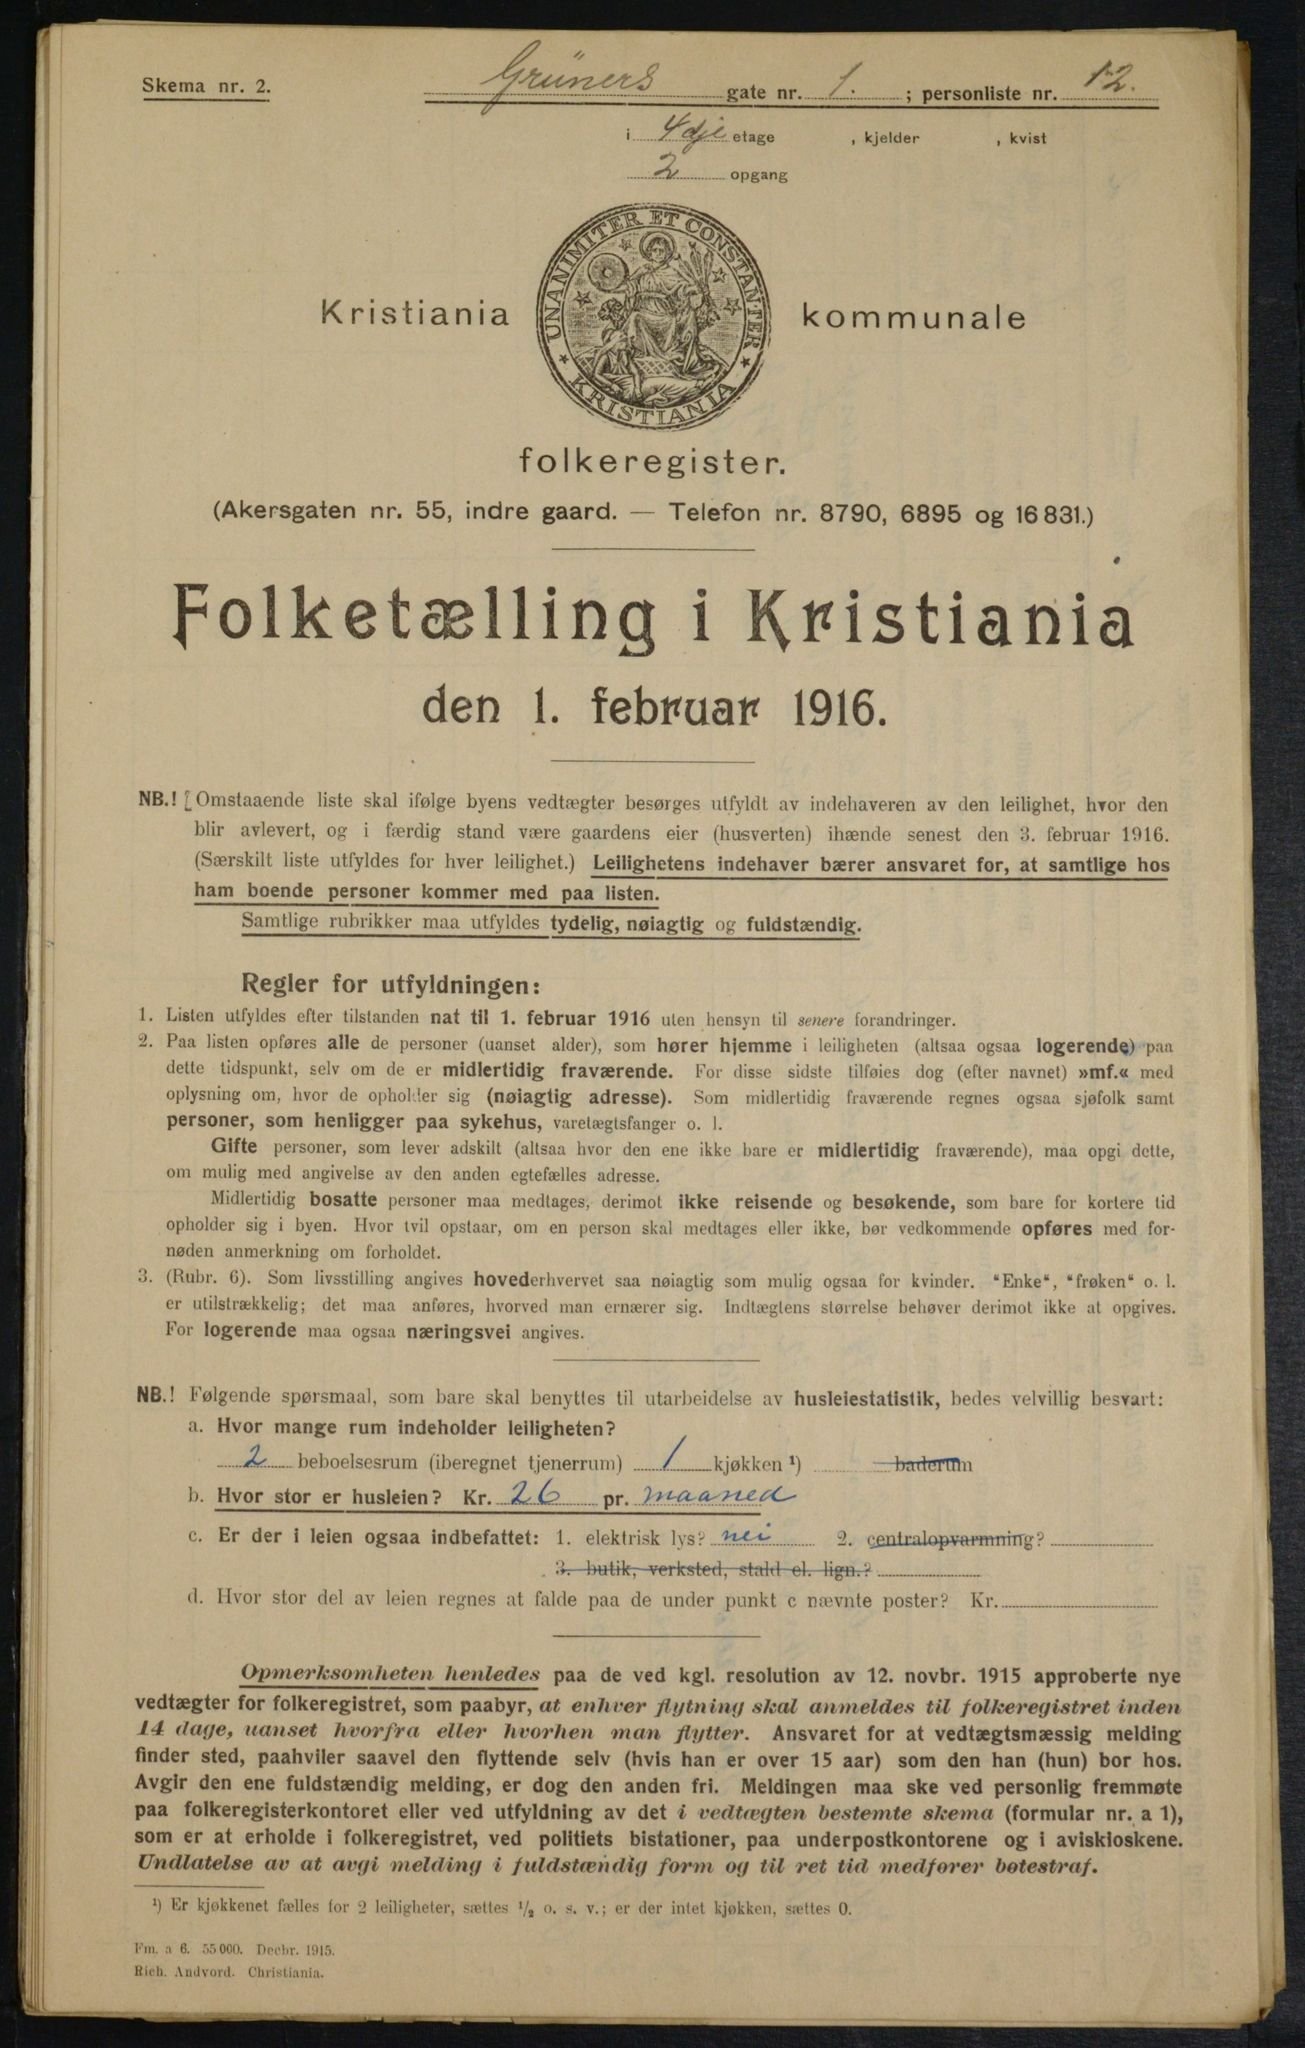 Skema nr. 2.
Grüners gate nr. 1. ; personliste nr. 12.
i 4dje etage , kjelder , kvist
2 opgang
UNANIMITER ET CONSTANTER
KRISTIANIA
Kristiania kommunale
folkeregister.
(Akersgaten nr. 55, indre gaard. — Telefon nr. 8790, 6895 og 16 831.)
Folketælling i Kristiania
den 1. februar 1916.
NB.! [Omstaaende liste skal ifølge byens vedtægter besørges utfyldt av indehaveren av den leilighet, hvor den
blir avlevert, og i færdig stand være gaardens eier (husverten) ihænde senest den 3. februar 1916.
(Særskilt liste utfyldes for hver leilighet.) Leilighetens indehaver bærer ansvaret for, at samtlige hos
ham boende personer kommer med paa listen.
Samtlige rubrikker maa utfyldes tydelig, nøiagtig og fuldstændig.
Regler for utfyldningen:
1. Listen utfyldes efter tilstanden nat til 1. februar 1916 uten hensyn til senere forandringer.
2. Paa listen opføres alle de personer (uanset alder), som hører hjemme i leiligheten (altsaa ogsaa logerende) paa
dette tidspunkt, selv om de er midlertidig fraværende. For disse sidste tilføies dog (efter navnet) »mf.« med
oplysning om, hvor de opholder sig (nøiagtig adresse). Som midlertidig fraværende regnes ogsaa sjøfolk samt
personer, som henligger paa sykehus, varetægtsfanger o. l.
Gifte personer, som lever adskilt (altsaa hvor den ene ikke bare er midlertidig fraværende), maa opgi dette,
om mulig med angivelse av den anden egtefælles adresse.
Midlertidig bosatte personer maa medtages, derimot ikke reisende og besøkende, som bare for kortere tid
opholder sig i byen. Hvor tvil opstaar, om en person skal medtages eller ikke, bør vedkommende opføres med for-
nøden anmerkning om forholdet.
3. (Rubr. 6). Som livsstilling angives hovederhvervet saa nøiagtig som mulig ogsaa for kvinder. "Enke", "frøken" o. l.
er utilstrækkelig; det maa anføres, hvorved man ernærer sig. Indtægtens størrelse behøver derimot ikke at opgives.
For logerende maa ogsaa næringsvei angives.
NB.! Følgende spørsmaal, som bare skal benyttes til utarbeidelse av husleiestatistik, bedes velvillig besvart:
a. Hvor mange rum indeholder leiligheten?
2 beboelsesrum (iberegnet tjenerrum) 1 kjøkken ¹) baderum
b. Hvor stor er husleien? Kr. 26 pr. maaned
c. Er der i leien ogsaa indbefattet: 1. elektrisk lys? nei 2. centralopvarmning?
3. butik, verksted, stald el. lign.?
d. Hvor stor del av leien regnes at falde paa de under punkt c nævnte poster? Kr.
Opmerksomheten henledes paa de ved kgl. resolution av 12. novbr. 1915 approberte nye
vedtægter for folkeregistret, som paabyr, at enhver flytning skal anmeldes til folkeregistret inden
14 dage, uanset hvorfra eller hvorhen man flytter. Ansvaret for at vedtægtsmæssig melding
finder sted, paahviler saavel den flyttende selv (hvis han er over 15 aar) som den han (hun) bor hos.
Avgir den ene fuldstændig melding, er dog den anden fri. Meldingen maa ske ved personlig fremmøte
paa folkeregisterkontoret eller ved utfyldning av det i vedtægten bestemte skema (formular nr. a 1),
som er at erholde i folkeregistret, ved politiets bistationer, paa underpostkontorene og i aviskioskene.
Undlatelse av at avgi melding i fuldstændig form og til ret tid medfører bøtestraf.
¹) Er kjøkkenet fælles for 2 leiligheter, sættes 1/2 o. s. v.; er der intet kjøkken, sættes 0.
Fm. a 6. 55 000. Decbr. 1915.
Rich. Andvord. Christiania.